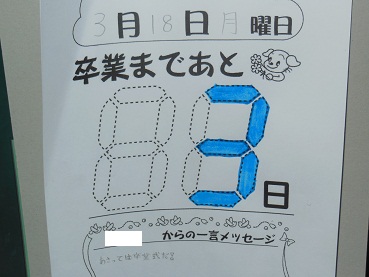 3月18日月曜日
卒業まであと
3日
からの一言メッセージ
あさっては卒業式だ!